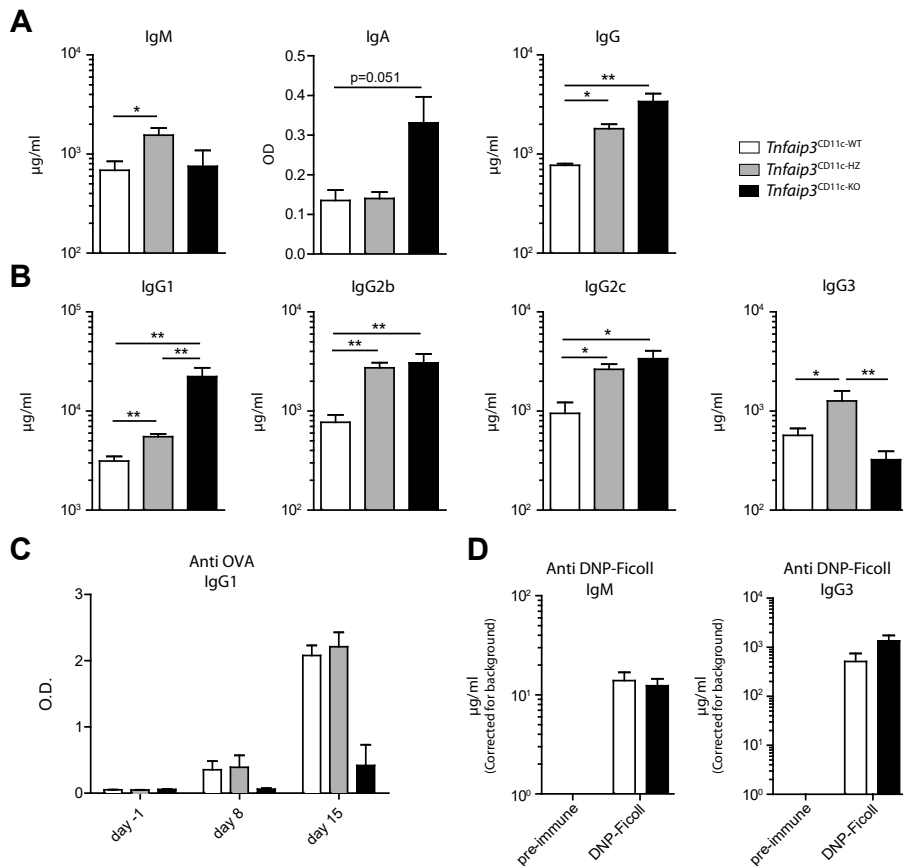 A
IgM
10⁴
10³
10²
µg/ml
*
IgA
0.5
0.4
0.3
0.2
0.1
0.0
OD
p=0.051
IgG
10⁴
10³
10²
µg/ml
*
**
Tnfaip3CD11c-WT
Tnfaip3CD11c-HZ
Tnfaip3CD11c-KO
B
IgG1
10⁵
10⁴
10³
µg/ml
**
**
**
IgG2b
10⁴
10³
10²
µg/ml
**
**
IgG2c
10⁴
10³
10²
µg/ml
*
*
IgG3
10⁴
10³
10²
µg/ml
*
**
C
Anti OVA
IgG1
2
1
0
O.D.
day -1
day 8
day 15
D
Anti DNP-Ficoll
IgM
10²
10¹
10⁰
µg/ml
(Corrected for background)
pre-immune
DNP-Ficoll
Anti DNP-Ficoll
IgG3
10⁴
10³
10²
10¹
10⁰
µg/ml
(Corrected for background)
pre-immune
DNP-Ficoll